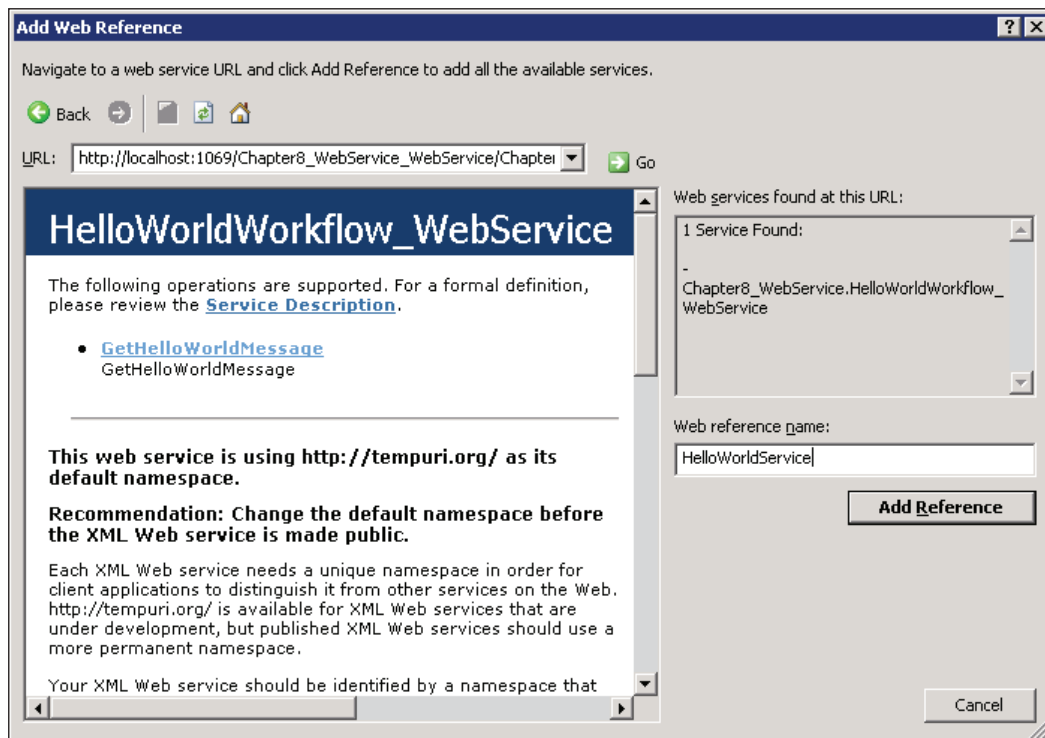 Add Web Reference
Navigate to a web service URL and click Add Reference to add all the available services.
Back
URL: http://localhost:1069/Chapter8_WebService_WebService/Chapter Go
HelloWorldWorkflow_WebService
The following operations are supported. For a formal definition,
please review the Service Description.
• GetHelloWorldMessage
GetHelloWorldMessage
This web service is using http://tempuri.org/ as its
default namespace.
Recommendation: Change the default namespace before
the XML Web service is made public.
Each XML Web service needs a unique namespace in order for
client applications to distinguish it from other services on the Web.
http://tempuri.org/ is available for XML Web services that are
under development, but published XML Web services should use a
more permanent namespace.
Your XML Web service should be identified by a namespace that
Web services found at this URL:
1 Service Found:
-
Chapter8_WebService.HelloWorldWorkflow_
WebService
Web reference name:
HelloWorldService
Add Reference
Cancel